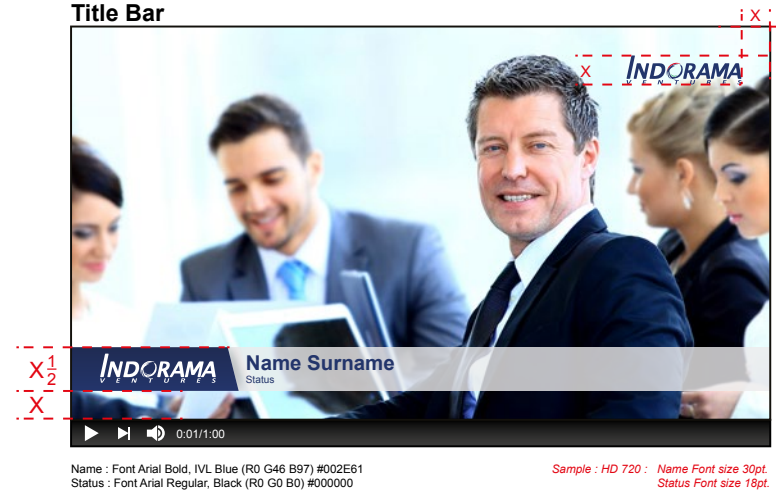 Title Bar
X
X
INDORAMA
VENTURES
X 1/2
INDORAMA
VENTURES
Name Surname
Status
X
0:01/1:00
Name : Font Arial Bold, IVL Blue (R0 G46 B97) #002E61
Status : Font Arial Regular, Black (R0 G0 B0) #000000
Sample : HD 720 : Name Font size 30pt.
Status Font size 18pt.